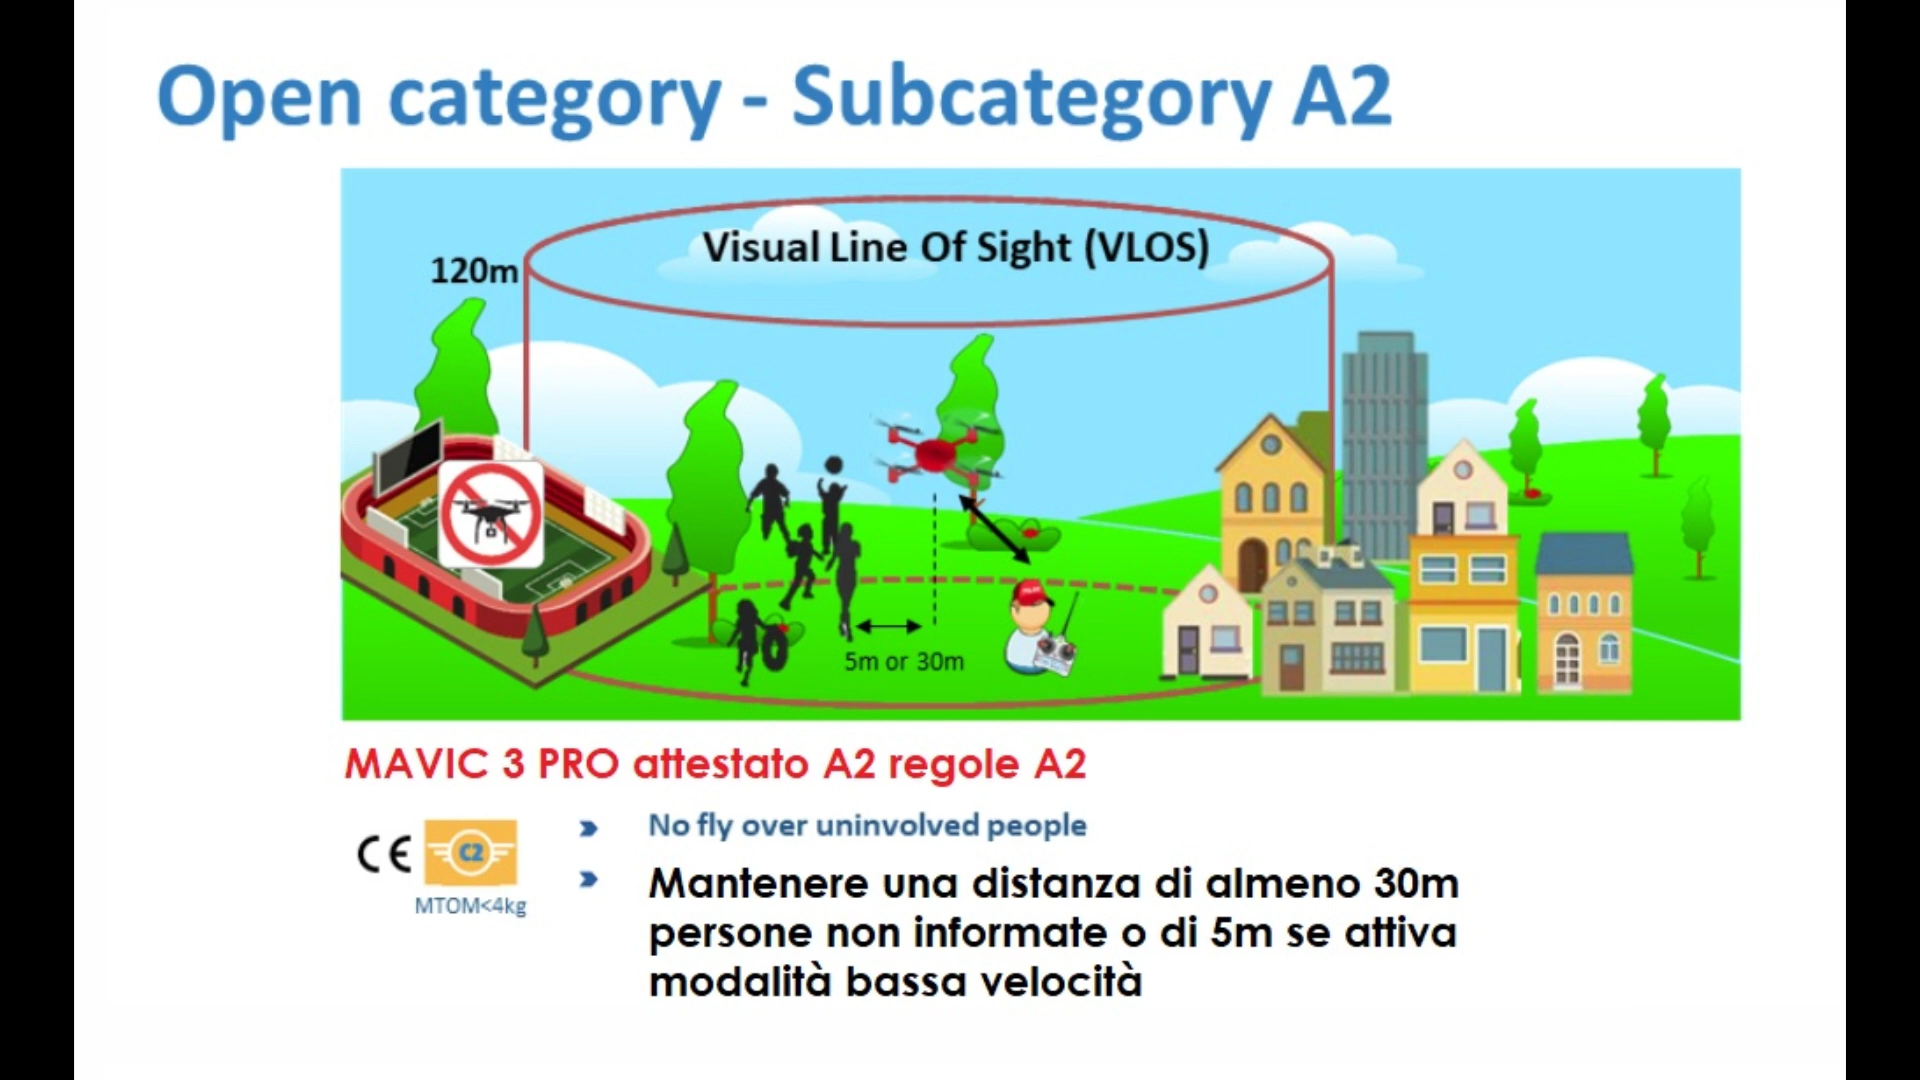 Open category - Subcategory A2
Visual Line Of Sight (VLOS)
120m
5m or 30m
MAVIC 3 PRO attestato A2 regole A2
CE C2
MTOM<4kg
No fly over uninvolved people
Mantenere una distanza di almeno 30m
persone non informate o di 5m se attiva
modalità bassa velocità